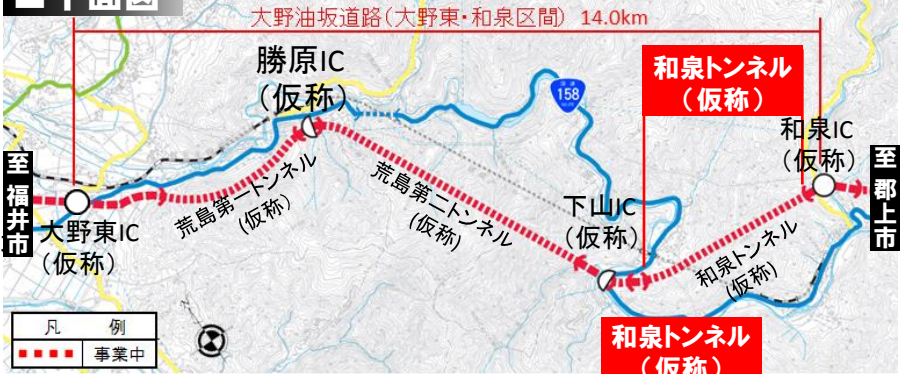 平面図
大野油坂道路(大野東・和泉区間) 14.0km
勝原IC
(仮称)
158
和泉トンネル
(仮称)
和泉IC
(仮称)
至 福井市
至 郡上市
大野東IC
(仮称)
荒島第一トンネル
(仮称)
荒島第二トンネル
(仮称)
下山IC
(仮称)
和泉トンネル
(仮称)
凡 例
事業中
和泉トンネル
(仮称)